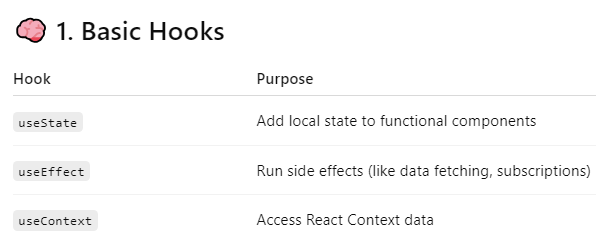 🧠 1. Basic Hooks
Hook Purpose
useState Add local state to functional components
useEffect Run side effects (like data fetching, subscriptions)
useContext Access React Context data